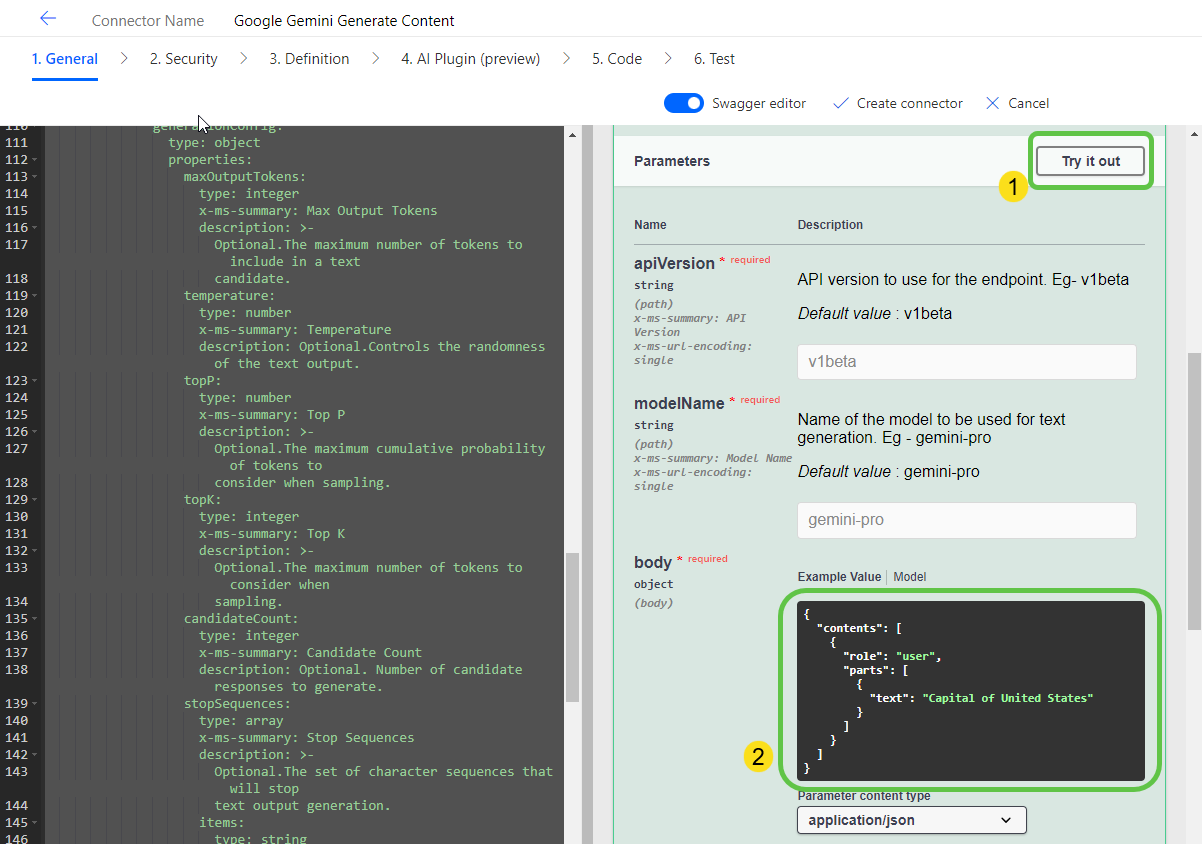 Connector Name Google Gemini Generate Content
1. General 2. Security 3. Definition 4. AI Plugin (preview) 5. Code 6. Test
Swagger editor Create connector Cancel
110 generationConfig:
111 type: object
112 properties:
113 maxOutputTokens:
114 type: integer
115 x-ms-summary: Max Output Tokens
116 description: >-
117 Optional.The maximum number of tokens to
include in a text
118 candidate.
119 temperature:
120 type: number
121 x-ms-summary: Temperature
122 description: Optional.Controls the randomness
of the text output.
123 topP:
124 type: number
125 x-ms-summary: Top P
126 description: >-
127 Optional.The maximum cumulative probability
of tokens to
128 consider when sampling.
129 topK:
130 type: integer
131 x-ms-summary: Top K
132 description: >-
133 Optional.The maximum number of tokens to
consider when
134 sampling.
135 candidateCount:
136 type: integer
137 x-ms-summary: Candidate Count
138 description: Optional. Number of candidate
responses to generate.
139 stopSequences:
140 type: array
141 x-ms-summary: Stop Sequences
142 description: >-
143 Optional.The set of character sequences that
will stop
144 text output generation.
145 items:
146 type: string
Parameters
Try it out
1
Name Description
apiVersion * required
string
(path)
x-ms-summary: API
Version
x-ms-url-encoding:
single
API version to use for the endpoint. Eg- v1beta
Default value : v1beta
v1beta
modelName * required
string
(path)
x-ms-summary: Model Name
x-ms-url-encoding:
single
Name of the model to be used for text
generation. Eg - gemini-pro
Default value : gemini-pro
gemini-pro
body * required
object
(body)
Example Value Model
{
"contents": [
{
"role": "user",
"parts": [
{
"text": "Capital of United States"
}
]
}
]
}
2
Parameter content type
application/json